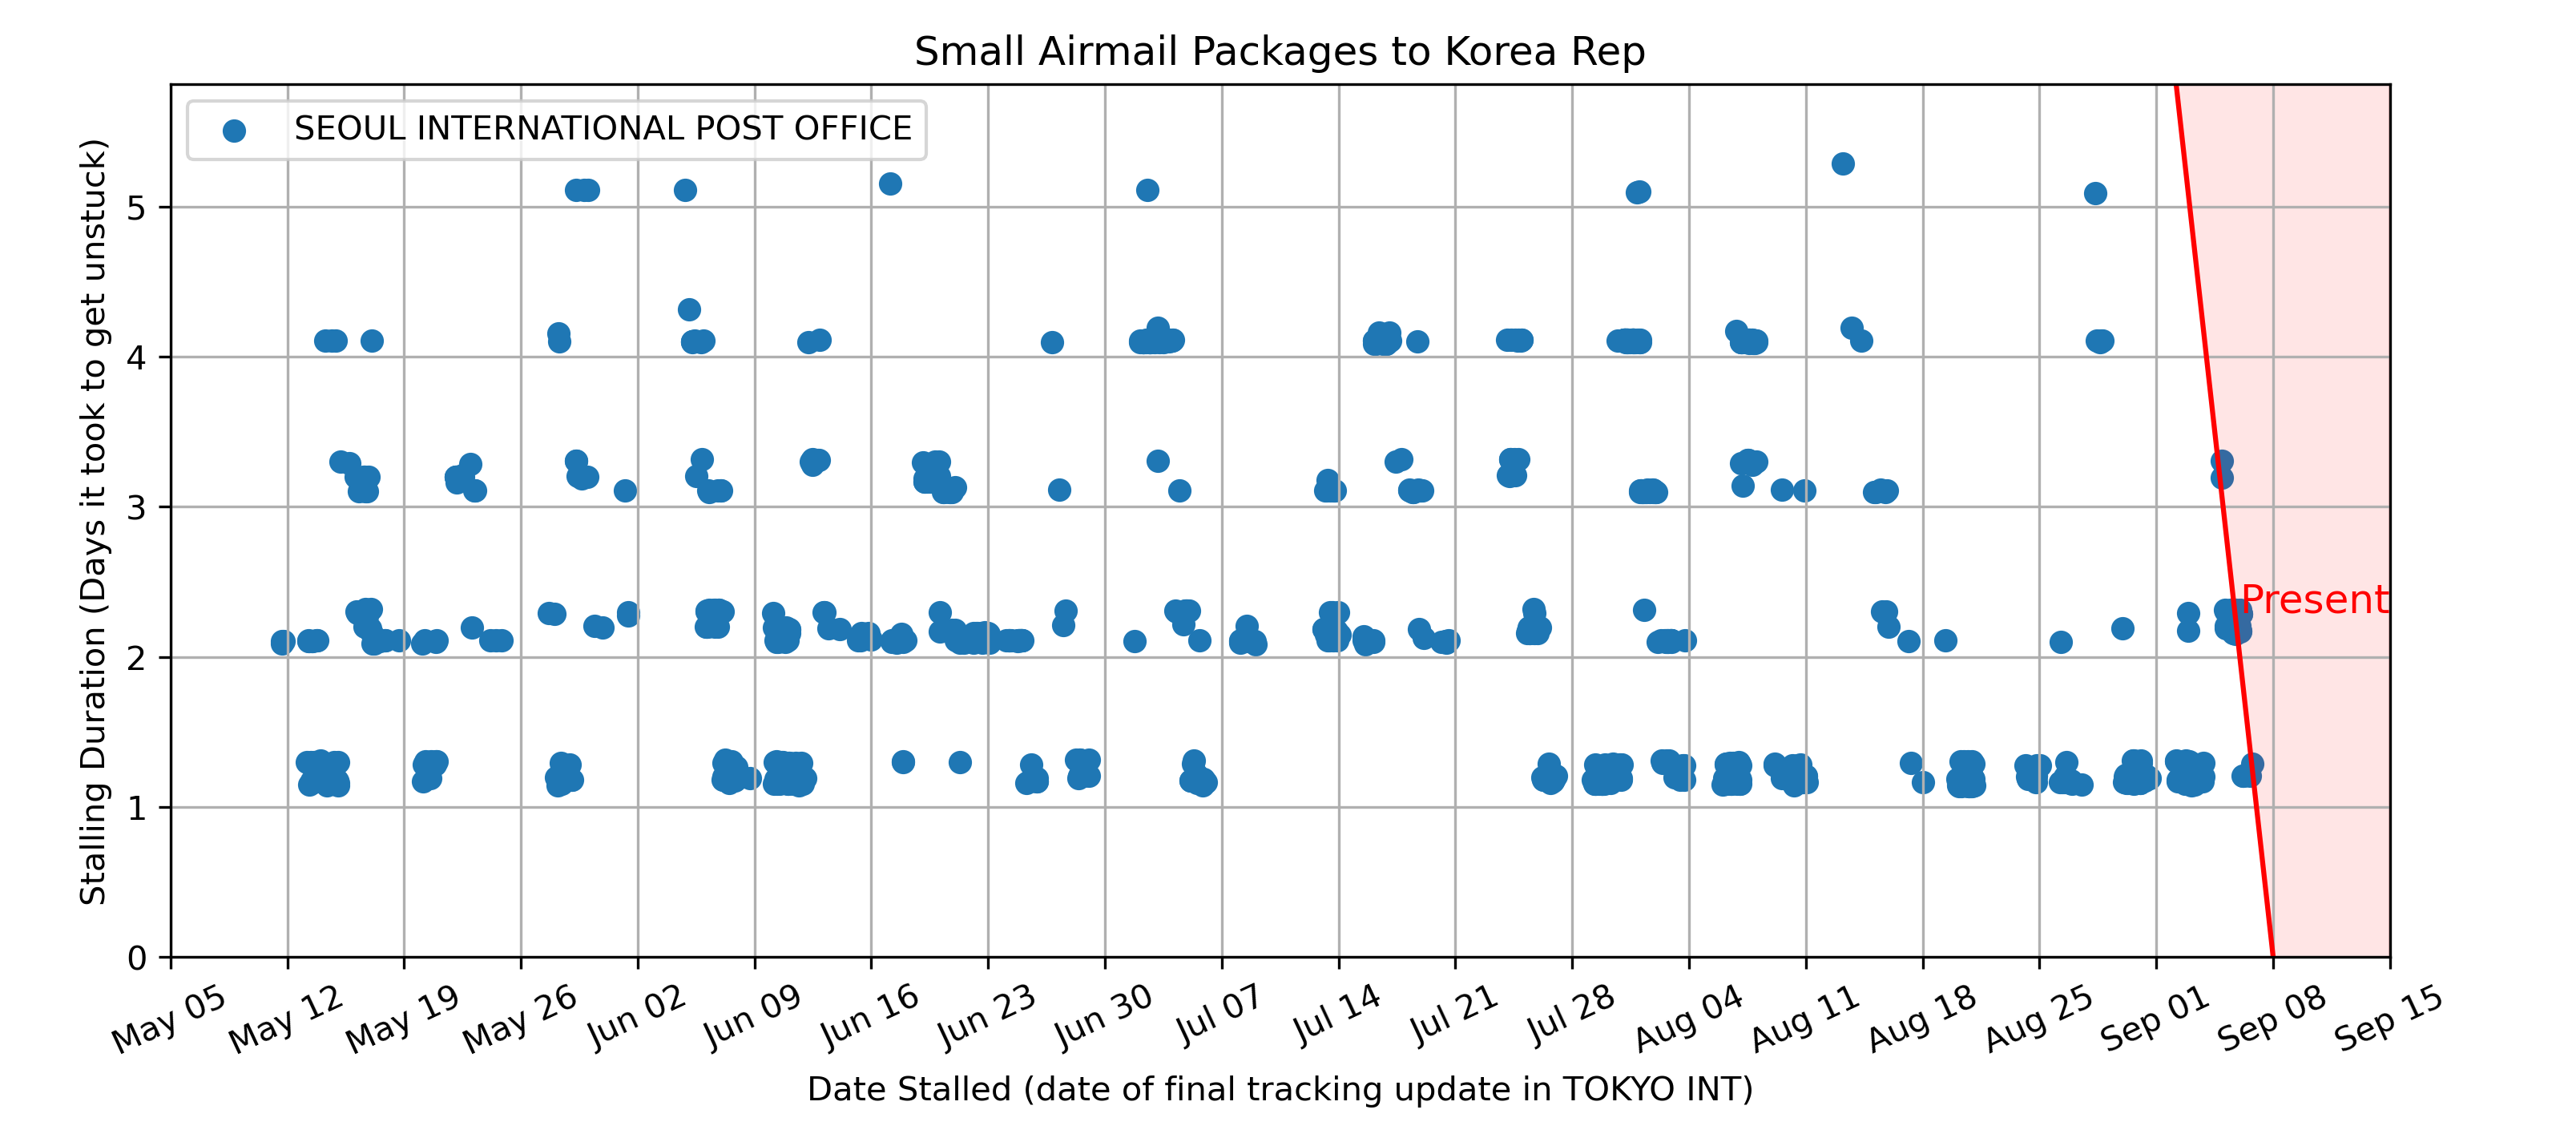 Small Airmail Packages to Korea Rep
SEOUL INTERNATIONAL POST OFFICE
Stalling Duration (Days it took to get unstuck)
5
4
3
2
1
0
Present
May 05
May 12
May 19
May 26
Jun 02
Jun 09
Jun 16
Jun 23
Jun 30
Jul 07
Jul 14
Jul 21
Jul 28
Aug 04
Aug 11
Aug 18
Aug 25
Sep 01
Sep 08
Sep 15
Date Stalled (date of final tracking update in TOKYO INT)